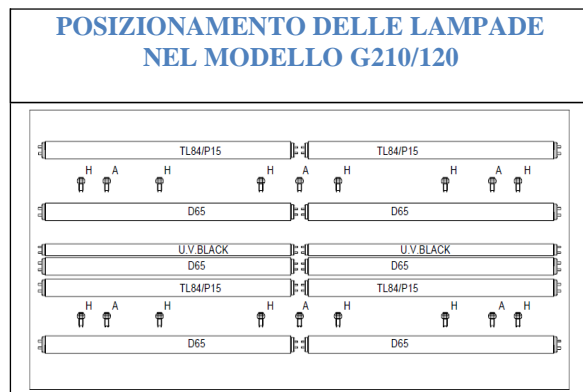 POSIZIONAMENTO DELLE LAMPADE
NEL MODELLO G210/120
TL84/P15 TL84/P15
H A H H A H H A H
D65 D65
U.V.BLACK U.V.BLACK
D65 D65
TL84/P15 TL84/P15
H A H H A H H A H
D65 D65